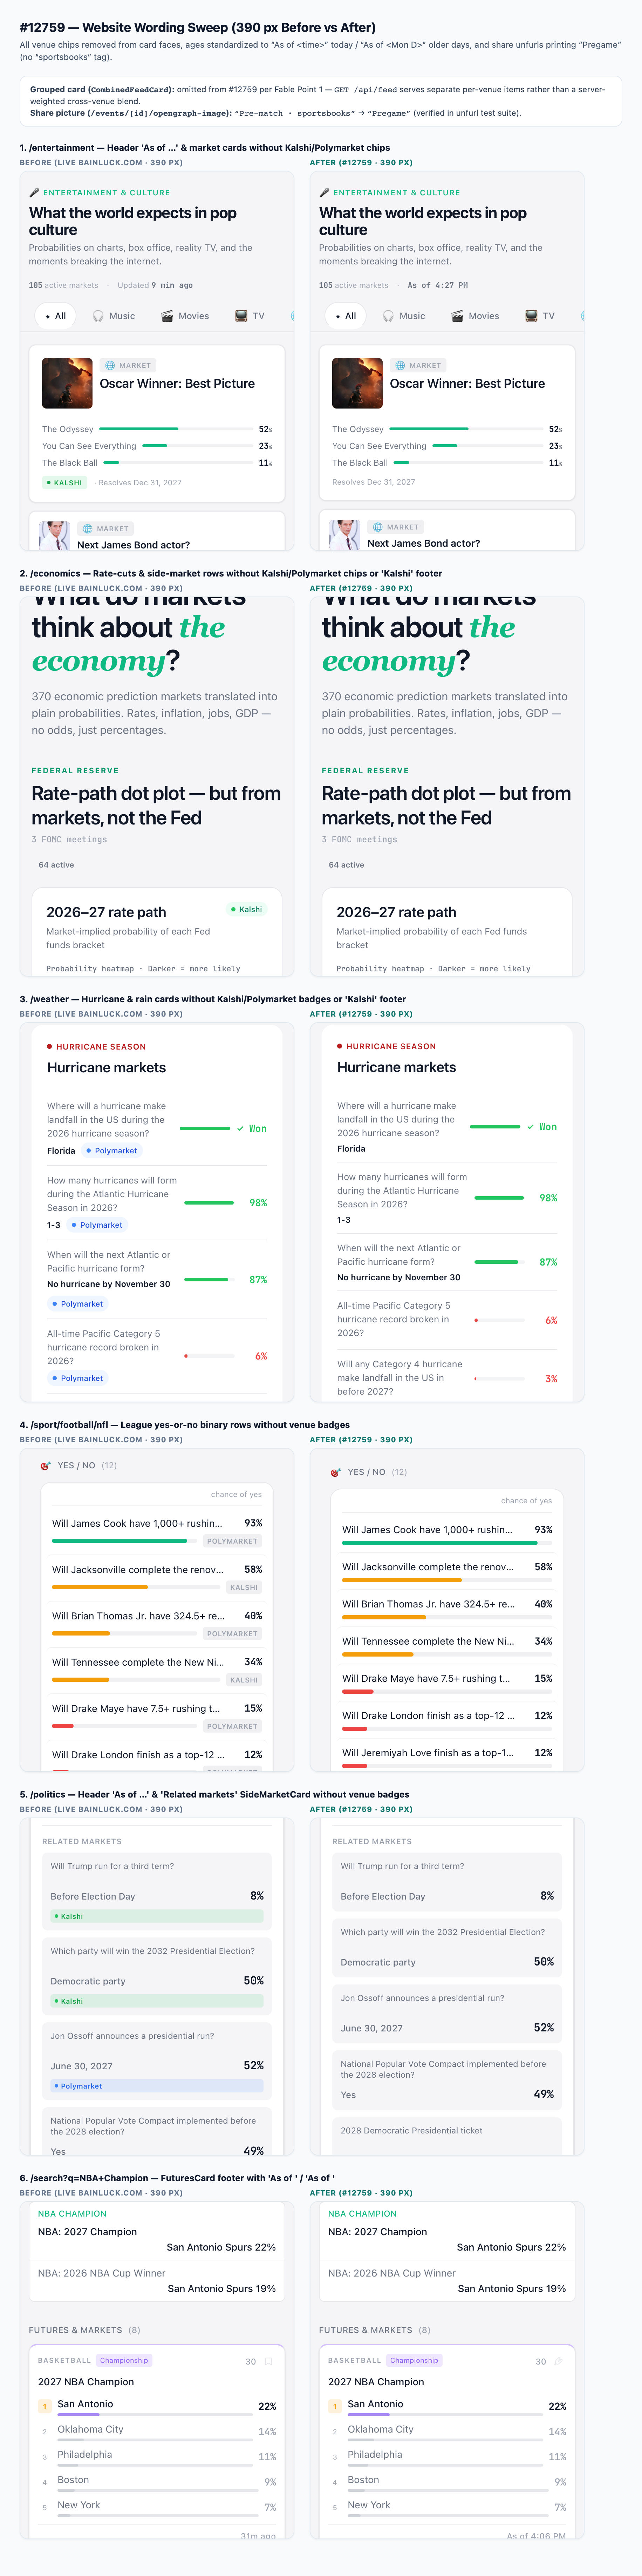 #12759 — Website Wording Sweep (390 px Before vs After)
All venue chips removed from card faces, ages standardized to "As of <time>" today / "As of <Mon D>" older days, and share unfurls printing "Pregame"
(no "sportsbooks" tag).
Grouped card (CombinedFeedCard): omitted from #12759 per Fable Point 1 — GET /api/feed serves separate per-venue items rather than a server-
weighted cross-venue blend.
Share picture (/events/[id]/opengraph-image): "Pre-match · sportsbooks" → "Pregame" (verified in unfurl test suite).
1. /entertainment — Header 'As of ...' & market cards without Kalshi/Polymarket chips
BEFORE (LIVE BAINLUCK.COM · 390 PX)
ENTERTAINMENT & CULTURE
What the world expects in pop
culture
Probabilities on charts, box office, reality TV, and the
moments breaking the internet.
105 active markets · Updated 9 min ago
All Music Movies TV
MARKET
Oscar Winner: Best Picture
The Odyssey 52%
You Can See Everything 23%
The Black Ball 11%
KALSHI · Resolves Dec 31, 2027
MARKET
Next James Bond actor?
AFTER (#12759 · 390 PX)
ENTERTAINMENT & CULTURE
What the world expects in pop
culture
Probabilities on charts, box office, reality TV, and the
moments breaking the internet.
105 active markets · As of 4:27 PM
All Music Movies TV
MARKET
Oscar Winner: Best Picture
The Odyssey 52%
You Can See Everything 23%
The Black Ball 11%
Resolves Dec 31, 2027
MARKET
Next James Bond actor?
2. /economics — Rate-cuts & side-market rows without Kalshi/Polymarket chips or 'Kalshi' footer
BEFORE (LIVE BAINLUCK.COM · 390 PX)
What do markets
think about the
economy?
370 economic prediction markets translated into
plain probabilities. Rates, inflation, jobs, GDP —
no odds, just percentages.
FEDERAL RESERVE
Rate-path dot plot — but from
markets, not the Fed
3 FOMC meetings
64 active
2026–27 rate path
Kalshi
Market-implied probability of each Fed
funds bracket
Probability heatmap · Darker = more likely
AFTER (#12759 · 390 PX)
What do markets
think about the
economy?
370 economic prediction markets translated into
plain probabilities. Rates, inflation, jobs, GDP —
no odds, just percentages.
FEDERAL RESERVE
Rate-path dot plot — but from
markets, not the Fed
3 FOMC meetings
64 active
2026–27 rate path
Market-implied probability of each Fed funds
bracket
Probability heatmap · Darker = more likely
3. /weather — Hurricane & rain cards without Kalshi/Polymarket badges or 'Kalshi' footer
BEFORE (LIVE BAINLUCK.COM · 390 PX)
HURRICANE SEASON
Hurricane markets
Where will a hurricane make
landfall in the US during the
2026 hurricane season?
✓ Won
Florida Polymarket
How many hurricanes will form
during the Atlantic Hurricane
Season in 2026?
98%
1-3 Polymarket
When will the next Atlantic or
Pacific hurricane form?
87%
No hurricane by November 30
Polymarket
All-time Pacific Category 5
hurricane record broken in
2026?
6%
Polymarket
AFTER (#12759 · 390 PX)
HURRICANE SEASON
Hurricane markets
Where will a hurricane make
landfall in the US during the
2026 hurricane season?
✓ Won
Florida
How many hurricanes will form
during the Atlantic Hurricane
Season in 2026?
98%
1-3
When will the next Atlantic or
Pacific hurricane form?
87%
No hurricane by November 30
All-time Pacific Category 5
hurricane record broken in
2026?
6%
Will any Category 4 hurricane
make landfall in the US in
before 2027?
3%
4. /sport/football/nfl — League yes-or-no binary rows without venue badges
BEFORE (LIVE BAINLUCK.COM · 390 PX)
YES / NO (12)
chance of yes
Will James Cook have 1,000+ rushin... 93%
POLYMARKET
Will Jacksonville complete the renov... 58%
KALSHI
Will Brian Thomas Jr. have 324.5+ re... 40%
POLYMARKET
Will Tennessee complete the New Ni... 34%
KALSHI
Will Drake Maye have 7.5+ rushing t... 15%
POLYMARKET
Will Drake London finish as a top-12 ... 12%
POLYMARKET
AFTER (#12759 · 390 PX)
YES / NO (12)
chance of yes
Will James Cook have 1,000+ rushin... 93%
Will Jacksonville complete the renov... 58%
Will Brian Thomas Jr. have 324.5+ re... 40%
Will Tennessee complete the New Ni... 34%
Will Drake Maye have 7.5+ rushing t... 15%
Will Drake London finish as a top-12 ... 12%
Will Jeremiyah Love finish as a top-1... 12%
5. /politics — Header 'As of ...' & 'Related markets' SideMarketCard without venue badges
BEFORE (LIVE BAINLUCK.COM · 390 PX)
RELATED MARKETS
Will Trump run for a third term?
Before Election Day 8%
Kalshi
Which party will win the 2032 Presidential Election?
Democratic party 50%
Kalshi
Jon Ossoff announces a presidential run?
June 30, 2027 52%
Polymarket
National Popular Vote Compact implemented before
the 2028 election?
Yes 49%
AFTER (#12759 · 390 PX)
RELATED MARKETS
Will Trump run for a third term?
Before Election Day 8%
Which party will win the 2032 Presidential Election?
Democratic party 50%
Jon Ossoff announces a presidential run?
June 30, 2027 52%
National Popular Vote Compact implemented before
the 2028 election?
Yes 49%
2028 Democratic Presidential ticket
6. /search?q=NBA+Champion — FuturesCard footer with 'As of ' / 'As of '
BEFORE (LIVE BAINLUCK.COM · 390 PX)
NBA CHAMPION
NBA: 2027 Champion
San Antonio Spurs 22%
NBA: 2026 NBA Cup Winner
San Antonio Spurs 19%
FUTURES & MARKETS (8)
BASKETBALL Championship 30
2027 NBA Champion
1 San Antonio 22%
2 Oklahoma City 14%
3 Philadelphia 11%
4 Boston 9%
5 New York 7%
31m ago
AFTER (#12759 · 390 PX)
NBA CHAMPION
NBA: 2027 Champion
San Antonio Spurs 22%
NBA: 2026 NBA Cup Winner
San Antonio Spurs 19%
FUTURES & MARKETS (8)
BASKETBALL Championship 30
2027 NBA Champion
1 San Antonio 22%
2 Oklahoma City 14%
3 Philadelphia 11%
4 Boston 9%
5 New York 7%
As of 4:06 PM